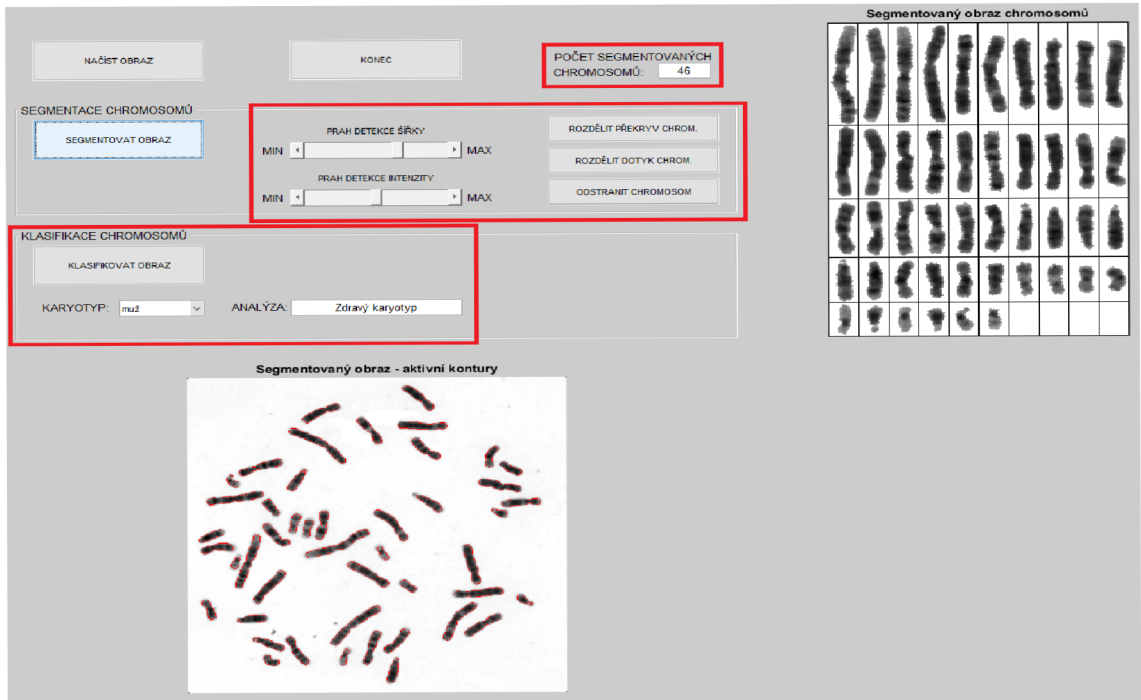 Segmentovaný obraz chromosomů
NAČÍST OBRAZ
KONEC
POČET SEGMENTOVANÝCH
CHROMOSOMŮ: 46
SEGMENTACE CHROMOSOMŮ
SEGMENTOVAT OBRAZ
PRAH DETEKCE ŠÍŘKY
MIN MAX
PRAH DETEKCE INTENZITY
MIN MAX
ROZDĚLIT PŘEKRYV CHROM.
ROZDĚLIT DOTYK CHROM.
ODSTRANIT CHROMOSOM
KLASIFIKACE CHROMOSOMŮ
KLASIFIKOVAT OBRAZ
KARYOTYP: muž ANALÝZA: Zdravý karyotyp
Segmentovaný obraz - aktivní kontury